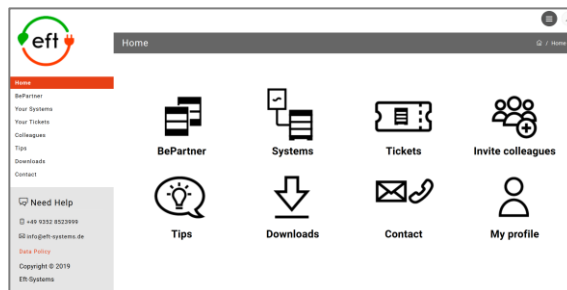 eft
Home
/ Home
Home
BePartner
Your Systems
Your Tickets
Colleagues
Tips
Downloads
Contact
Need Help
+49 9352 8523999
info@eft-systems.de
Data Policy
Copyright © 2019
Eft-Systems
BePartner
Systems
Tickets
Invite colleagues
Tips
Downloads
Contact
My profile